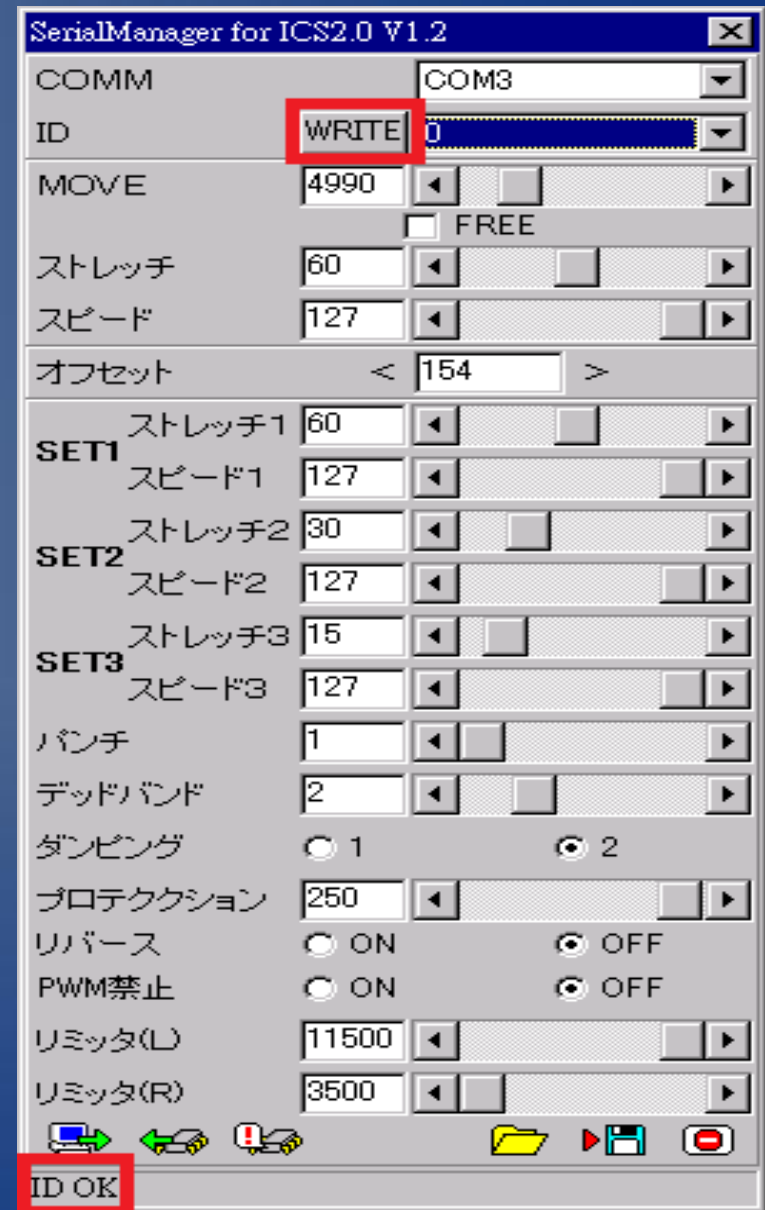 SerialManager for ICS2.0 V1.2
COMM COM3
ID WRITE 0
MOVE 4990
FREE
ストレッチ 60
スピード 127
オフセット < 154 >
SET1
ストレッチ1 60
スピード1 127
SET2
ストレッチ2 30
スピード2 127
SET3
ストレッチ3 15
スピード3 127
パンチ 1
デッドバンド 2
ダンピング 1 2
プロテククション 250
リバース ON OFF
PWM禁止 ON OFF
リミッタ(L) 11500
リミッタ(R) 3500
ID OK